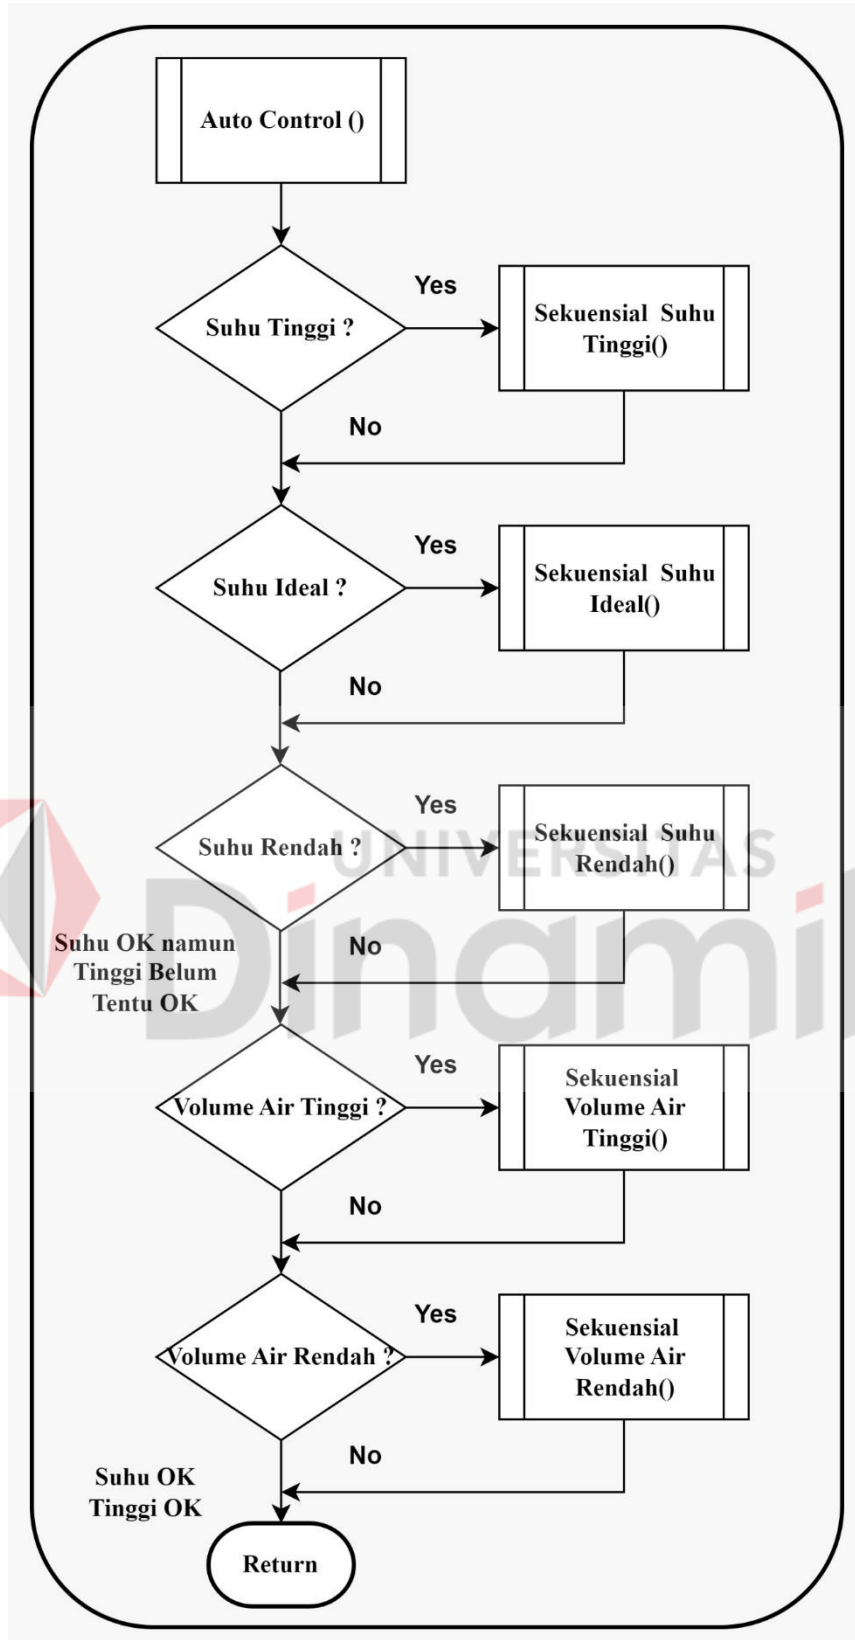 Auto Control ()
Suhu Tinggi ?
Yes
Sekuensial Suhu
Tinggi()
No
Suhu Ideal ?
Yes
Sekuensial Suhu
Ideal()
No
Suhu Rendah ?
Yes
Sekuensial Suhu
Rendah()
UNIVERSITAS
Dinami
Suhu OK namun
Tinggi Belum
Tentu OK
No
Volume Air Tinggi ?
Yes
Sekuensial
Volume Air
Tinggi()
No
Volume Air Rendah ?
Yes
Sekuensial
Volume Air
Rendah()
No
Suhu OK
Tinggi OK
Return